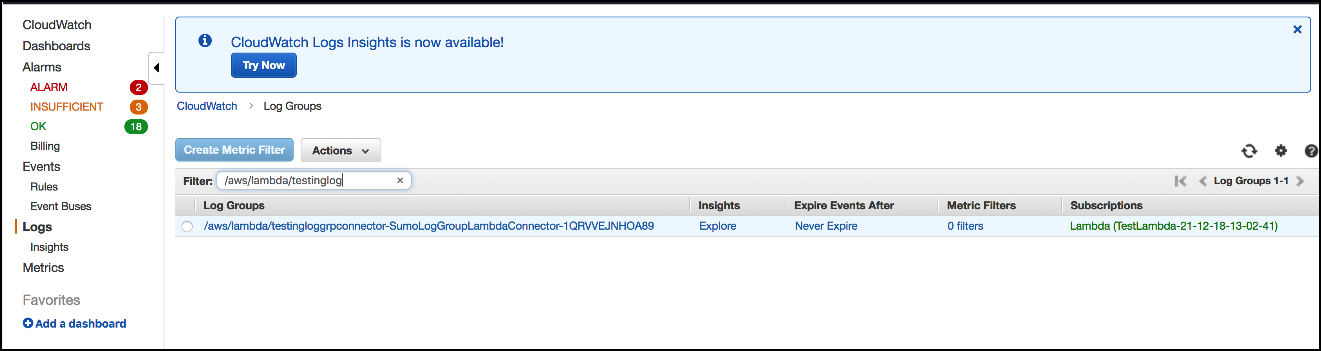 CloudWatch
Dashboards
Alarms
ALARM 2
INSUFFICIENT 3
OK 18
Billing
Events
Rules
Event Buses
Logs
Insights
Metrics
Favorites
Add a dashboard
CloudWatch Logs Insights is now available!
Try Now
CloudWatch > Log Groups
Create Metric Filter Actions
Filter: /aws/lambda/testinglog × Log Groups 1-1
Log Groups Insights Expire Events After Metric Filters Subscriptions
/aws/lambda/testingloggrpconnector-SumoLogGroupLambdaConnector-1QRVVEJNHOA89 Explore Never Expire 0 filters Lambda (TestLambda-21-12-18-13-02-41)